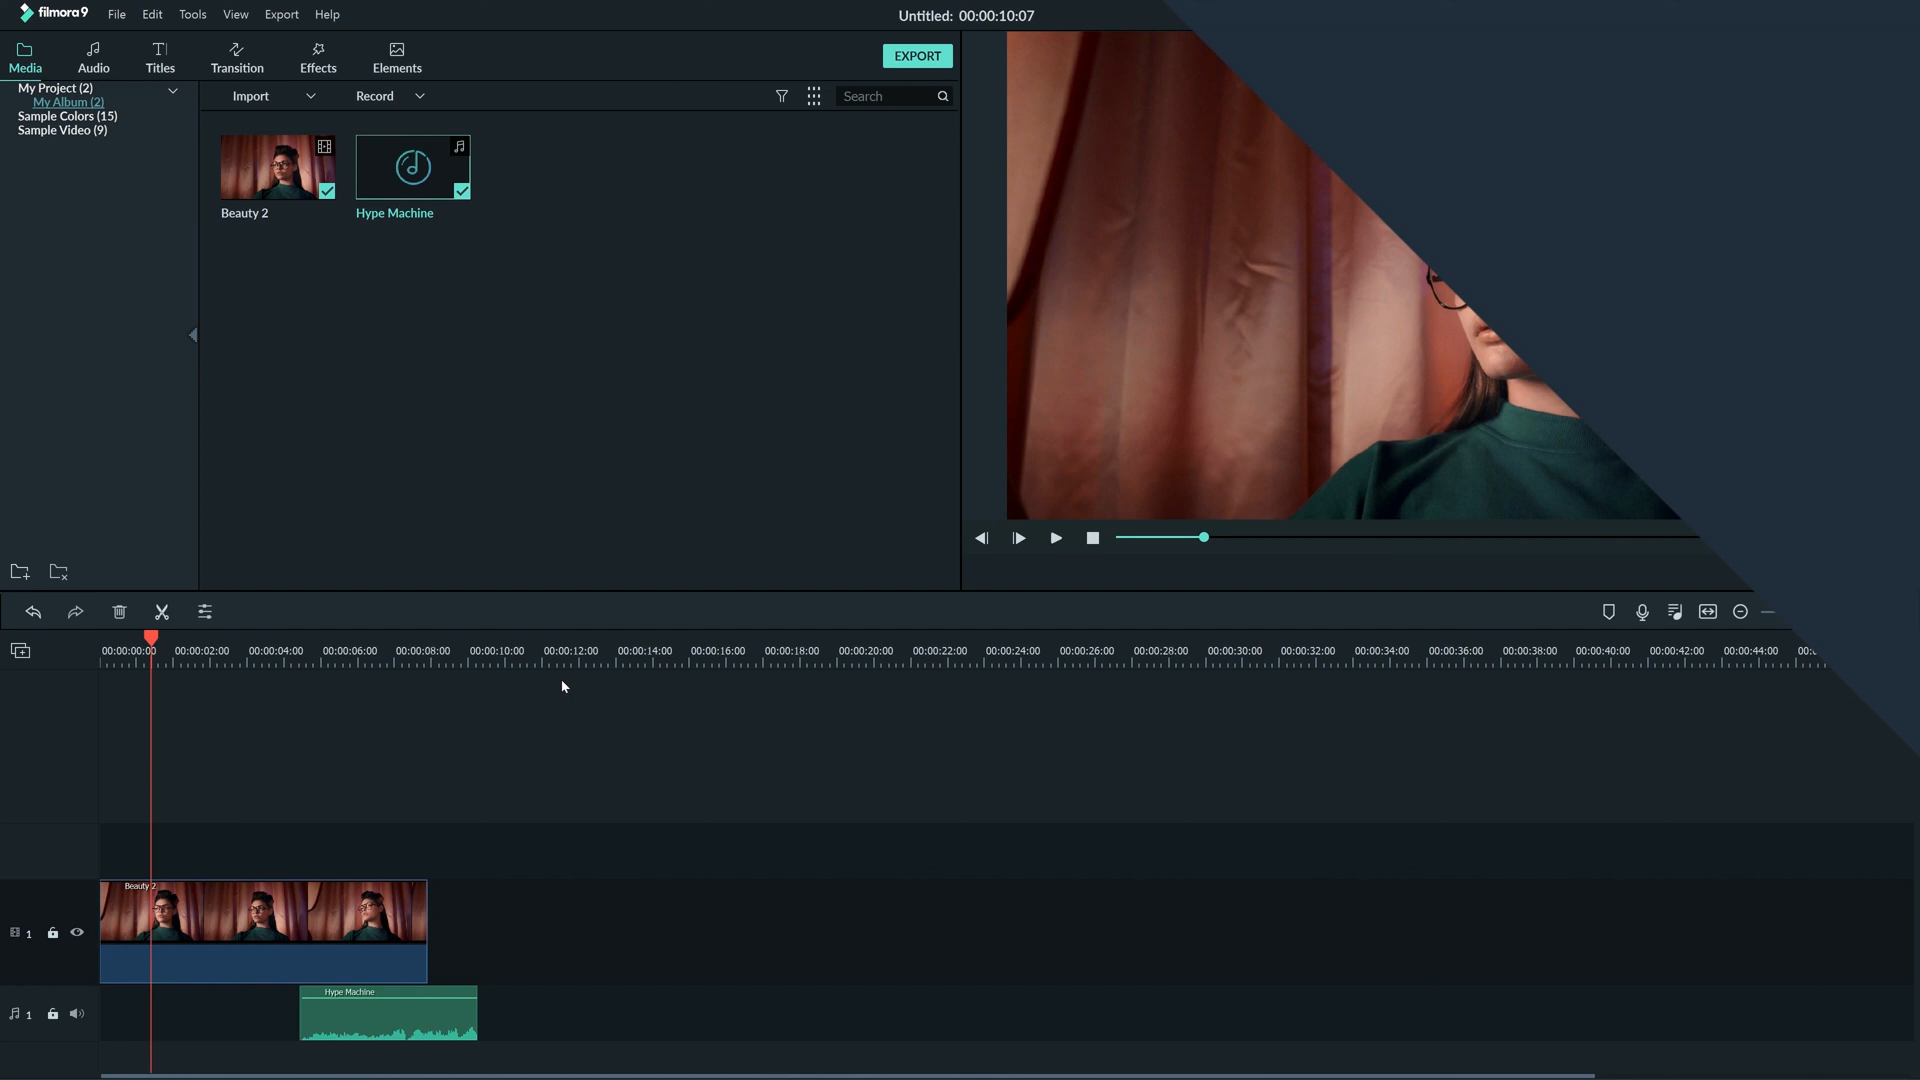 filmora9 File Edit Tools View Export Help
Untitled: 00:00:10:07
Media Audio Titles Transition Effects Elements
EXPORT
My Project (2)
My Album (2)
Sample Colors (15)
Sample Video (9)
Import Record Search
Beauty 2 Hype Machine
00:00:00:00 00:00:02:00 00:00:04:00 00:00:06:00 00:00:08:00 00:00:10:00 00:00:12:00 00:00:14:00 00:00:16:00 00:00:18:00 00:00:20:00 00:00:22:00 00:00:24:00 00:00:26:00 00:00:28:00 00:00:30:00 00:00:32:00 00:00:34:00 00:00:36:00 00:00:38:00 00:00:40:00 00:00:42:00 00:00:44:00
Beauty 2
1
Hype Machine
1